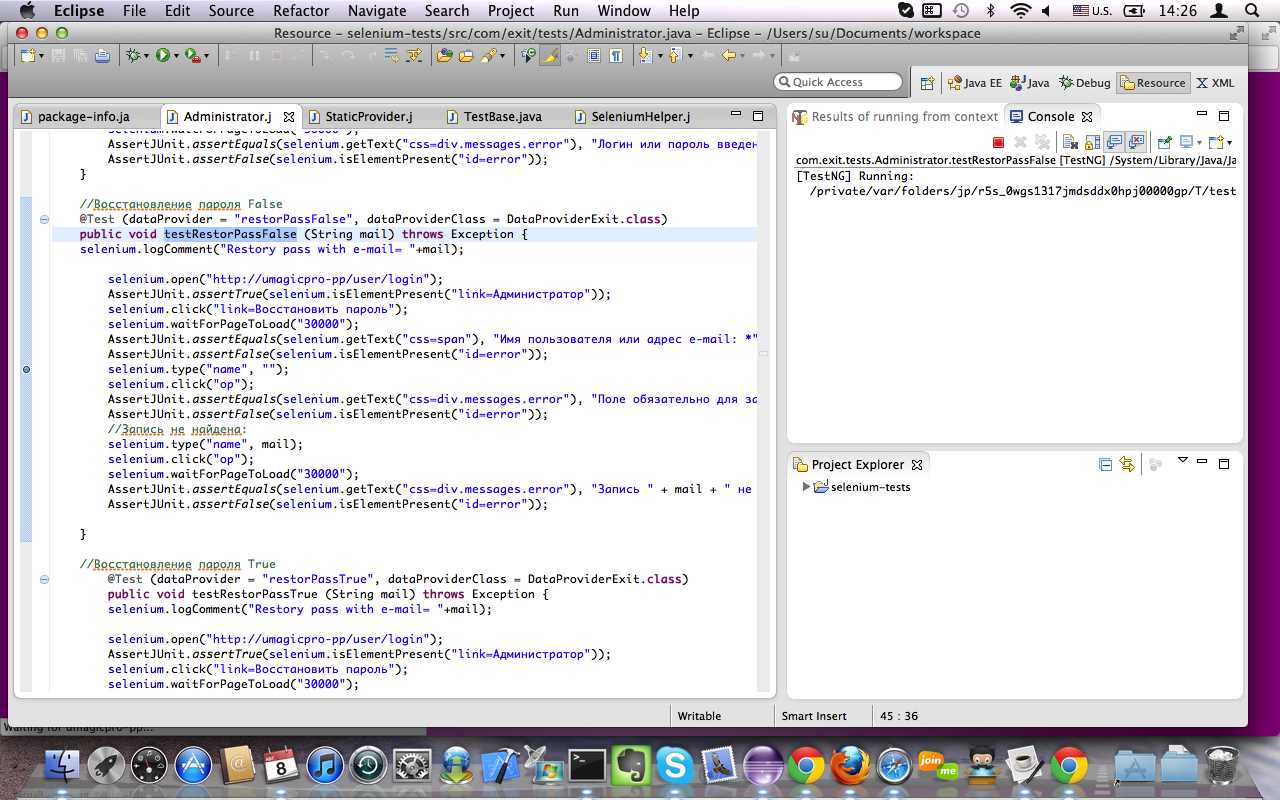 Eclipse File Edit Source Refactor Navigate Search Project Run Window Help U.S. 14:26
Resource – selenium-tests/src/com/exit/tests/Administrator.java – Eclipse – /Users/su/Documents/workspace
Quick Access Java EE Java Debug Resource XML
package-info.ja Administrator.j StaticProvider.j TestBase.java SeleniumHelper.j
AssertJUnit.assertEquals(selenium.getText("css=div.messages.error"), "Логин или пароль введен
AssertJUnit.assertFalse(selenium.isElementPresent("id=error"));
}
//Восстановление пароля False
@Test (dataProvider = "restorPassFalse", dataProviderClass = DataProviderExit.class)
public void testRestorPassFalse (String mail) throws Exception {
selenium.logComment("Restory pass with e-mail= "+mail);
selenium.open("http://umagicpro-pp/user/login");
AssertJUnit.assertTrue(selenium.isElementPresent("link=Администратор"));
selenium.click("link=Восстановить пароль");
selenium.waitForPageToLoad("30000");
AssertJUnit.assertEquals(selenium.getText("css=span"), "Имя пользователя или адрес e-mail: *"
AssertJUnit.assertFalse(selenium.isElementPresent("id=error"));
selenium.type("name", "");
selenium.click("op");
AssertJUnit.assertEquals(selenium.getText("css=div.messages.error"), "Поле обязательно для за
AssertJUnit.assertFalse(selenium.isElementPresent("id=error"));
//Запись не найдена:
selenium.type("name", mail);
selenium.click("op");
selenium.waitForPageToLoad("30000");
AssertJUnit.assertEquals(selenium.getText("css=div.messages.error"), "Запись " + mail + " не
AssertJUnit.assertFalse(selenium.isElementPresent("id=error"));
}
//Восстановление пароля True
@Test (dataProvider = "restorPassTrue", dataProviderClass = DataProviderExit.class)
public void testRestorPassTrue (String mail) throws Exception {
selenium.logComment("Restory pass with e-mail= "+mail);
selenium.open("http://umagicpro-pp/user/login");
AssertJUnit.assertTrue(selenium.isElementPresent("link=Администратор"));
selenium.click("link=Восстановить пароль");
selenium.waitForPageToLoad("30000");
Results of running from context Console
com.exit.tests.Administrator.testRestorPassFalse [TestNG] /System/Library/Java/Ja
[TestNG] Running:
/private/var/folders/jp/r5s_0wgs1317jmdsddx0hpj00000gp/T/test
Project Explorer
selenium-tests
Writable Smart Insert 45 : 36
Waiting for umagicpro-pp...
8
join me